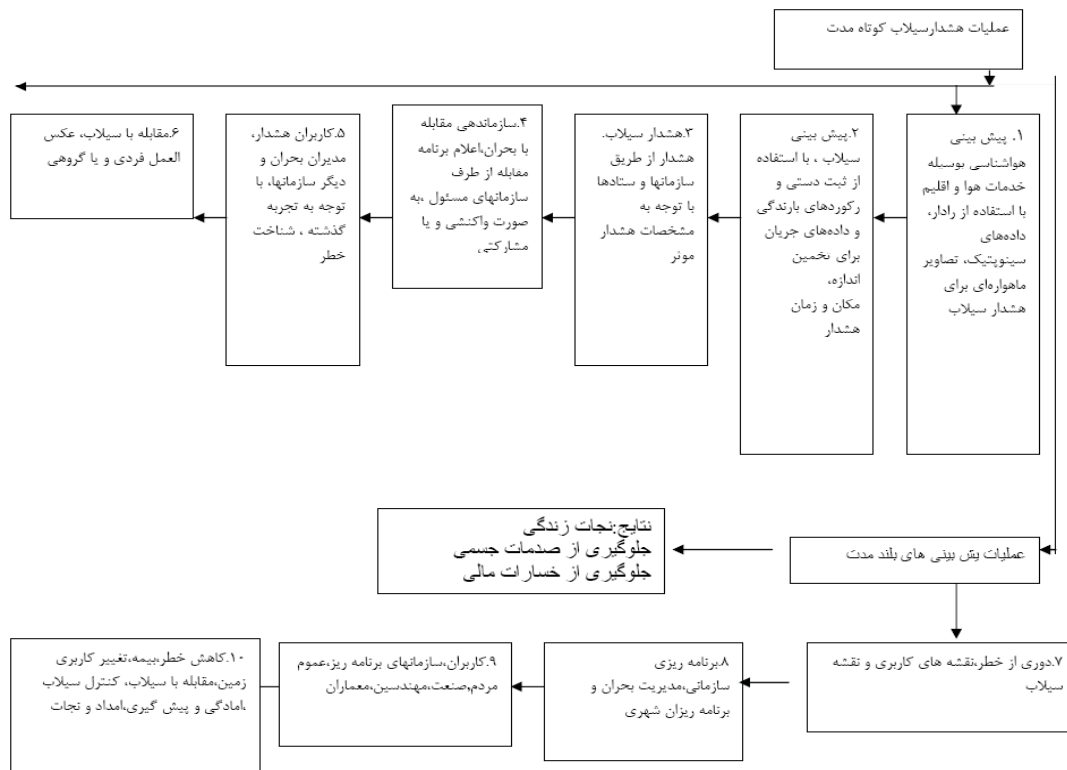 عملیات هشدارسیلاب کوتاه مدت
۱. پیش بینی
هواشناسی بوسیله
خدمات هوا و اقلیم
با استفاده از رادار،
داده‌های
سینوپتیک، تصاویر
ماهواره‌ای برای
هشدار سیلاب
۲.پیش بینی
سیلاب ، با استفاده
از ثبت دستی و
رکوردهای بارندگی
و داده‌های جریان
برای تخمین
اندازه،
مکان و زمان
هشدار
۳.هشدار سیلاب.
هشدار از طریق
سازمانها و ستادها
با توجه به
مشخصات هشدار
موثر
۴.سازماندهی مقابله
با بحران،اعلام برنامه
مقابله از طرف
سازمانهای مسئول ،به
صورت واکنشی و یا
مشارکتی
۵.کاربران هشدار،
مدیران بحران و
دیگر سازمانها، با
توجه به تجربه
گذشته ، شناخت
خطر
۶.مقابله با سیلاب، عکس
العمل فردی و یا گروهی
عملیات پش بینی های بلند مدت
نتایج:نجات زندگی
جلوگیری از صدمات جسمی
جلوگیری از خسارات مالی
۷.دوری از خطر،نقشه های کاربری و نقشه
سیلاب
۸.برنامه ریزی
سازمانی،مدیریت بحران و
برنامه ریزان شهری
۹.کاربران،سازمانهای برنامه ریز،عموم
مردم,صنعت،مهندسین،معماران
۱۰.کاهش خطر،بیمه،تغییر کاربری
زمین،مقابله با سیلاب، کنترل سیلاب
،امادگی و پیش گیری،امداد و نجات